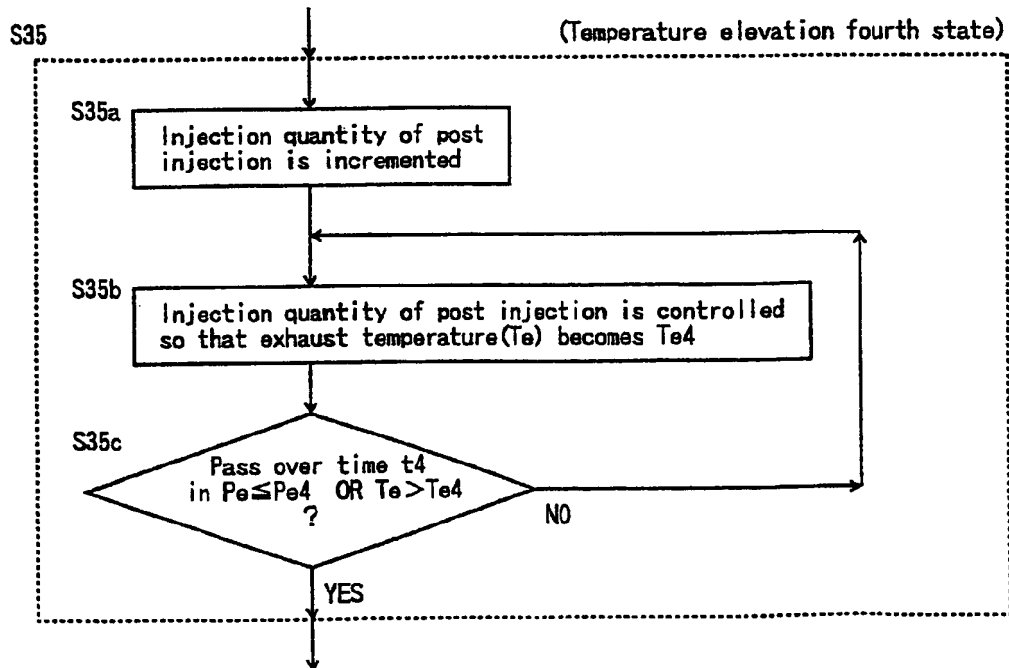 S35
(Temperature elevation fourth state)
S35a
Injection quantity of post
injection is incremented
S35b
Injection quantity of post injection is controlled
so that exhaust temperature(Te) becomes Te4
S35c
Pass over time t4
in Pe≦Pe4 OR Te>Te4
?
NO
YES